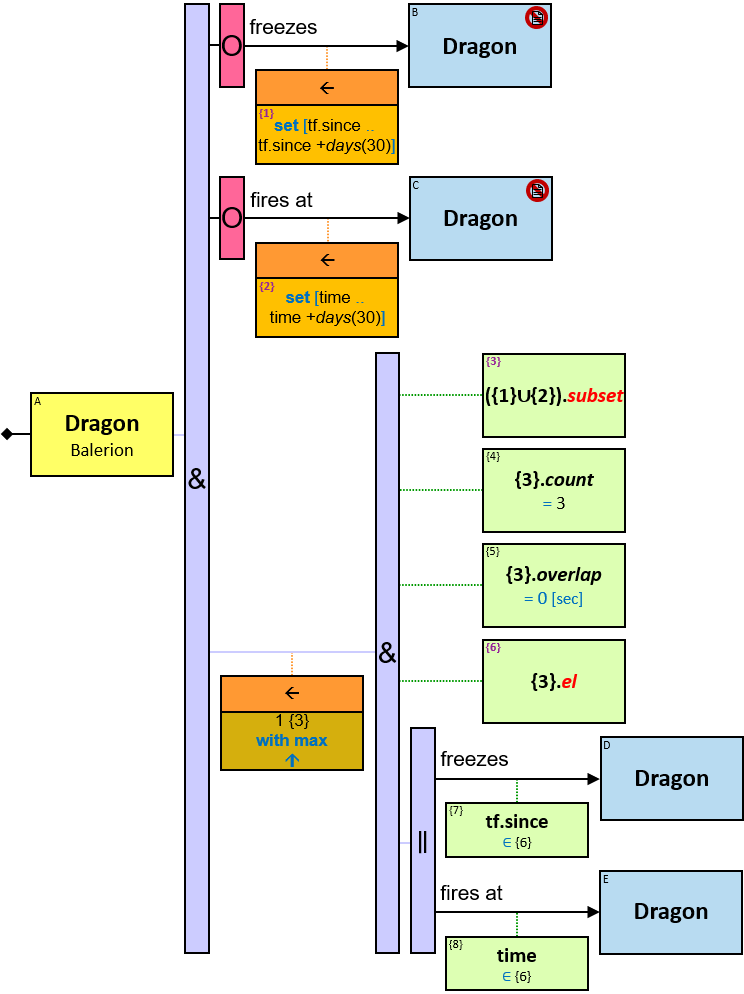 freezes
B
Dragon
←
{1}
set [tf.since ..
tf.since +days(30)]
O
fires at
C
Dragon
O
←
{2}
set [time ..
time +days(30)]
A
Dragon
Balerion
&
{3}
({1}∪{2}).subset
{4}
{3}.count
= 3
{5}
{3}.overlap
= 0 [sec]
&
{6}
{3}.el
←
1 {3}
with max
↑
freezes
D
Dragon
{7}
tf.since
∈ {6}
||
fires at
E
Dragon
{8}
time
∈ {6}